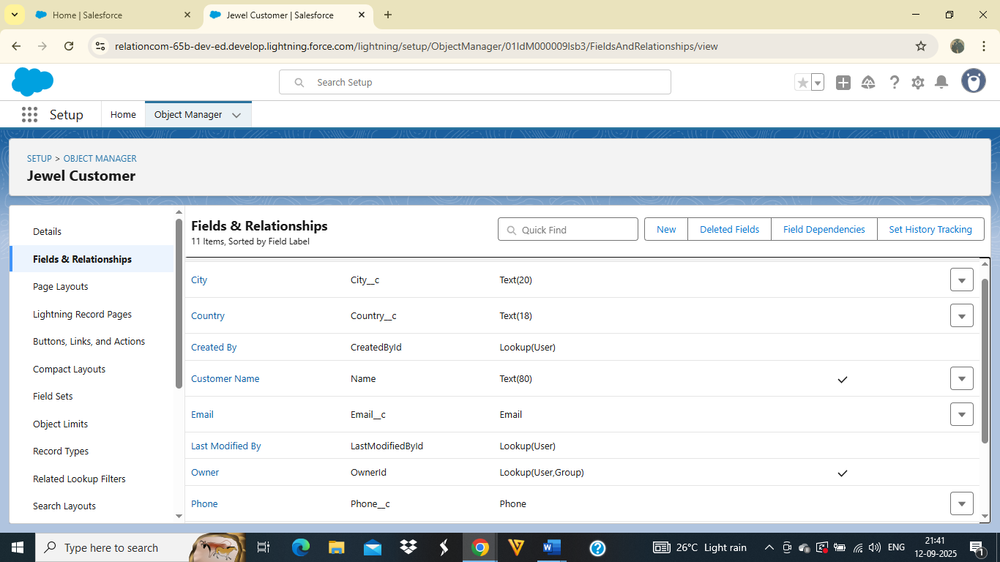 Home | Salesforce
Jewel Customer | Salesforce
relationcom-65b-dev-ed.develop.lightning.force.com/lightning/setup/ObjectManager/01IdM000009Isb3/FieldsAndRelationships/view
Search Setup
Setup
Home
Object Manager
SETUP > OBJECT MANAGER
Jewel Customer
Details
Fields & Relationships
Page Layouts
Lightning Record Pages
Buttons, Links, and Actions
Compact Layouts
Field Sets
Object Limits
Record Types
Related Lookup Filters
Search Layouts
Fields & Relationships
11 Items, Sorted by Field Label
Quick Find
New
Deleted Fields
Field Dependencies
Set History Tracking
City City__c Text(20)
Country Country__c Text(18)
Created By CreatedById Lookup(User)
Customer Name Name Text(80)
Email Email__c Email
Last Modified By LastModifiedById Lookup(User)
Owner OwnerId Lookup(User,Group)
Phone Phone__c Phone
Type here to search
26°C Light rain
ENG
21:41
12-09-2025
1